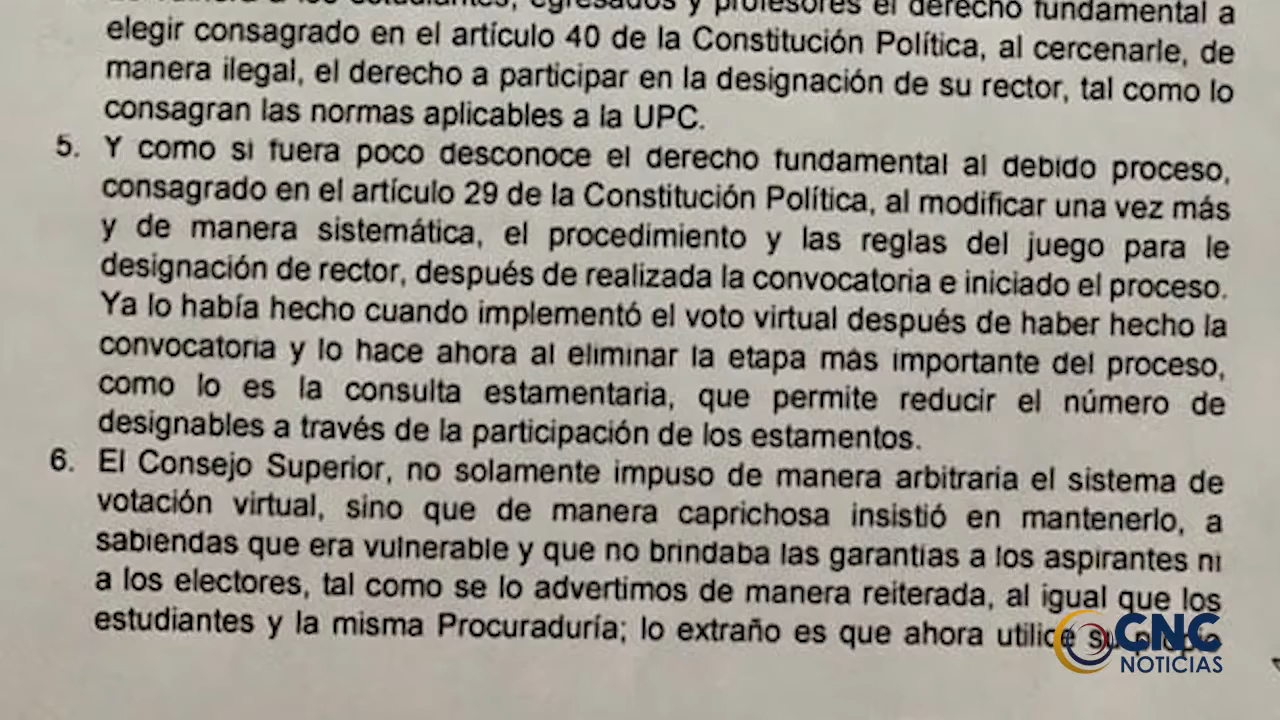 estudiantes, egresados y profesores el derecho fundamental a
elegir consagrado en el artículo 40 de la Constitución Política, al cercenarle, de
manera ilegal, el derecho a participar en la designación de su rector, tal como lo
consagran las normas aplicables a la UPC.
5. Y como si fuera poco desconoce el derecho fundamental al debido proceso,
consagrado en el artículo 29 de la Constitución Política, al modificar una vez más
y de manera sistemática, el procedimiento y las reglas del juego para le
designación de rector, después de realizada la convocatoria e iniciado el proceso.
Ya lo había hecho cuando implementó el voto virtual después de haber hecho la
convocatoria y lo hace ahora al eliminar la etapa más importante del proceso,
como lo es la consulta estamentaria, que permite reducir el número de
designables a través de la participación de los estamentos.
6. El Consejo Superior, no solamente impuso de manera arbitraria el sistema de
votación virtual, sino que de manera caprichosa insistió en mantenerlo, a
sabiendas que era vulnerable y que no brindaba las garantías a los aspirantes ni
a los electores, tal como se lo advertimos de manera reiterada, al igual que los
estudiantes y la misma Procuraduría; lo extraño es que ahora utilice
CNC
NOTICIAS